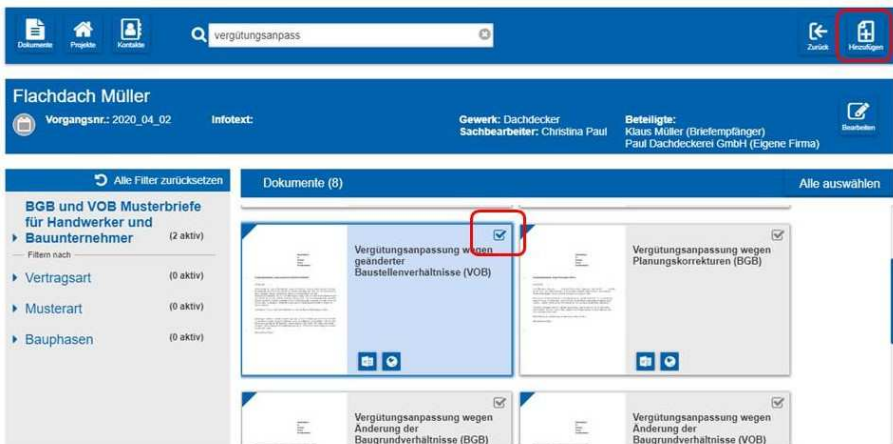 Dokumente
Projekte
Kontakte
vergütungsanpass
Zurück
Hinzufügen
Flachdach Müller
Vorgangsnr.: 2020_04_02
Infotext:
Gewerk: Dachdecker
Sachbearbeiter: Christina Paul
Beteiligte:
Klaus Müller (Briefempfänger)
Paul Dachdeckerei GmbH (Eigene Firma)
Bearbeiten
Alle Filter zurücksetzen
BGB und VOB Musterbriefe
für Handwerker und
Bauunternehmer (2 aktiv)
Filtern nach
Vertragsart (0 aktiv)
Musterart (0 aktiv)
Bauphasen (0 aktiv)
Dokumente (8)
Alle auswählen
Vergütungsanpassung wegen
geänderter
Baustellenverhältnisse (VOB)
Vergütungsanpassung wegen
Planungskorrekturen (BGB)
Vergütungsanpassung wegen
Änderung der
Baugrundverhältnisse (BGB)
Vergütungsanpassung wegen
Änderung der
Baugrundverhältnisse (VOB)